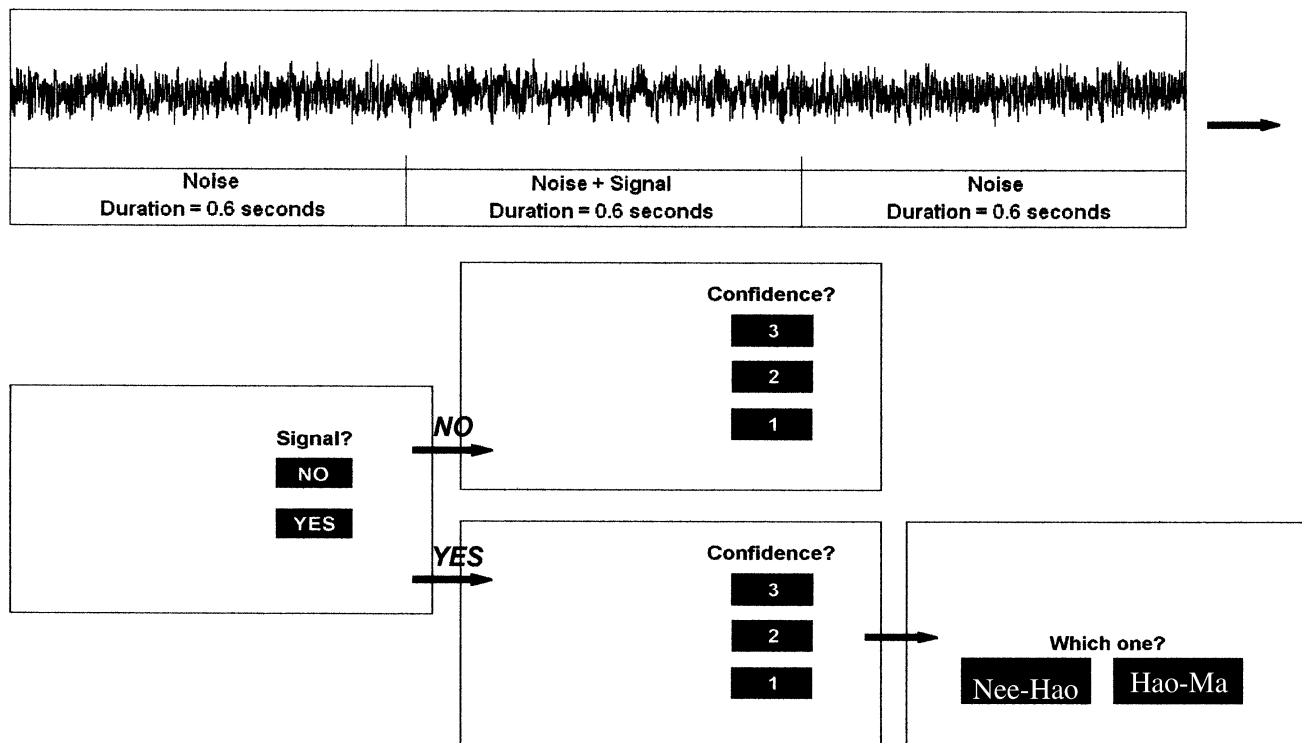 Noise
Duration = 0.6 seconds
Noise + Signal
Duration = 0.6 seconds
Noise
Duration = 0.6 seconds
Signal?
NO
YES
NO
Confidence?
3
2
1
YES
Confidence?
3
2
1
Which one?
Nee-Hao
Hao-Ma